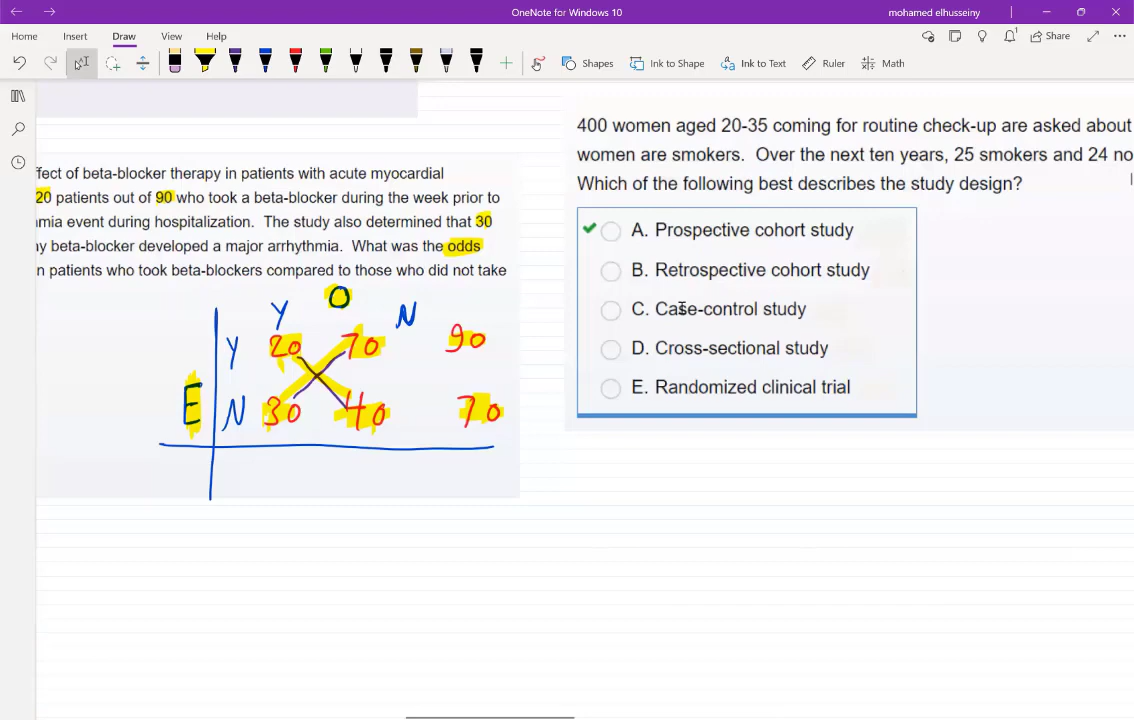 OneNote for Windows 10
mohamed elhusseiny
Home Insert Draw View Help
Share
Shapes Ink to Shape Ink to Text Ruler Math
ffect of beta-blocker therapy in patients with acute myocardial
20 patients out of 90 who took a beta-blocker during the week prior to
mia event during hospitalization. The study also determined that 30
y beta-blocker developed a major arrhythmia. What was the odds
n patients who took beta-blockers compared to those who did not take
Y O N
Y 20 70 90
E N 30 40 70
400 women aged 20-35 coming for routine check-up are asked about
women are smokers. Over the next ten years, 25 smokers and 24 no
Which of the following best describes the study design?
A. Prospective cohort study
B. Retrospective cohort study
C. Case-control study
D. Cross-sectional study
E. Randomized clinical trial